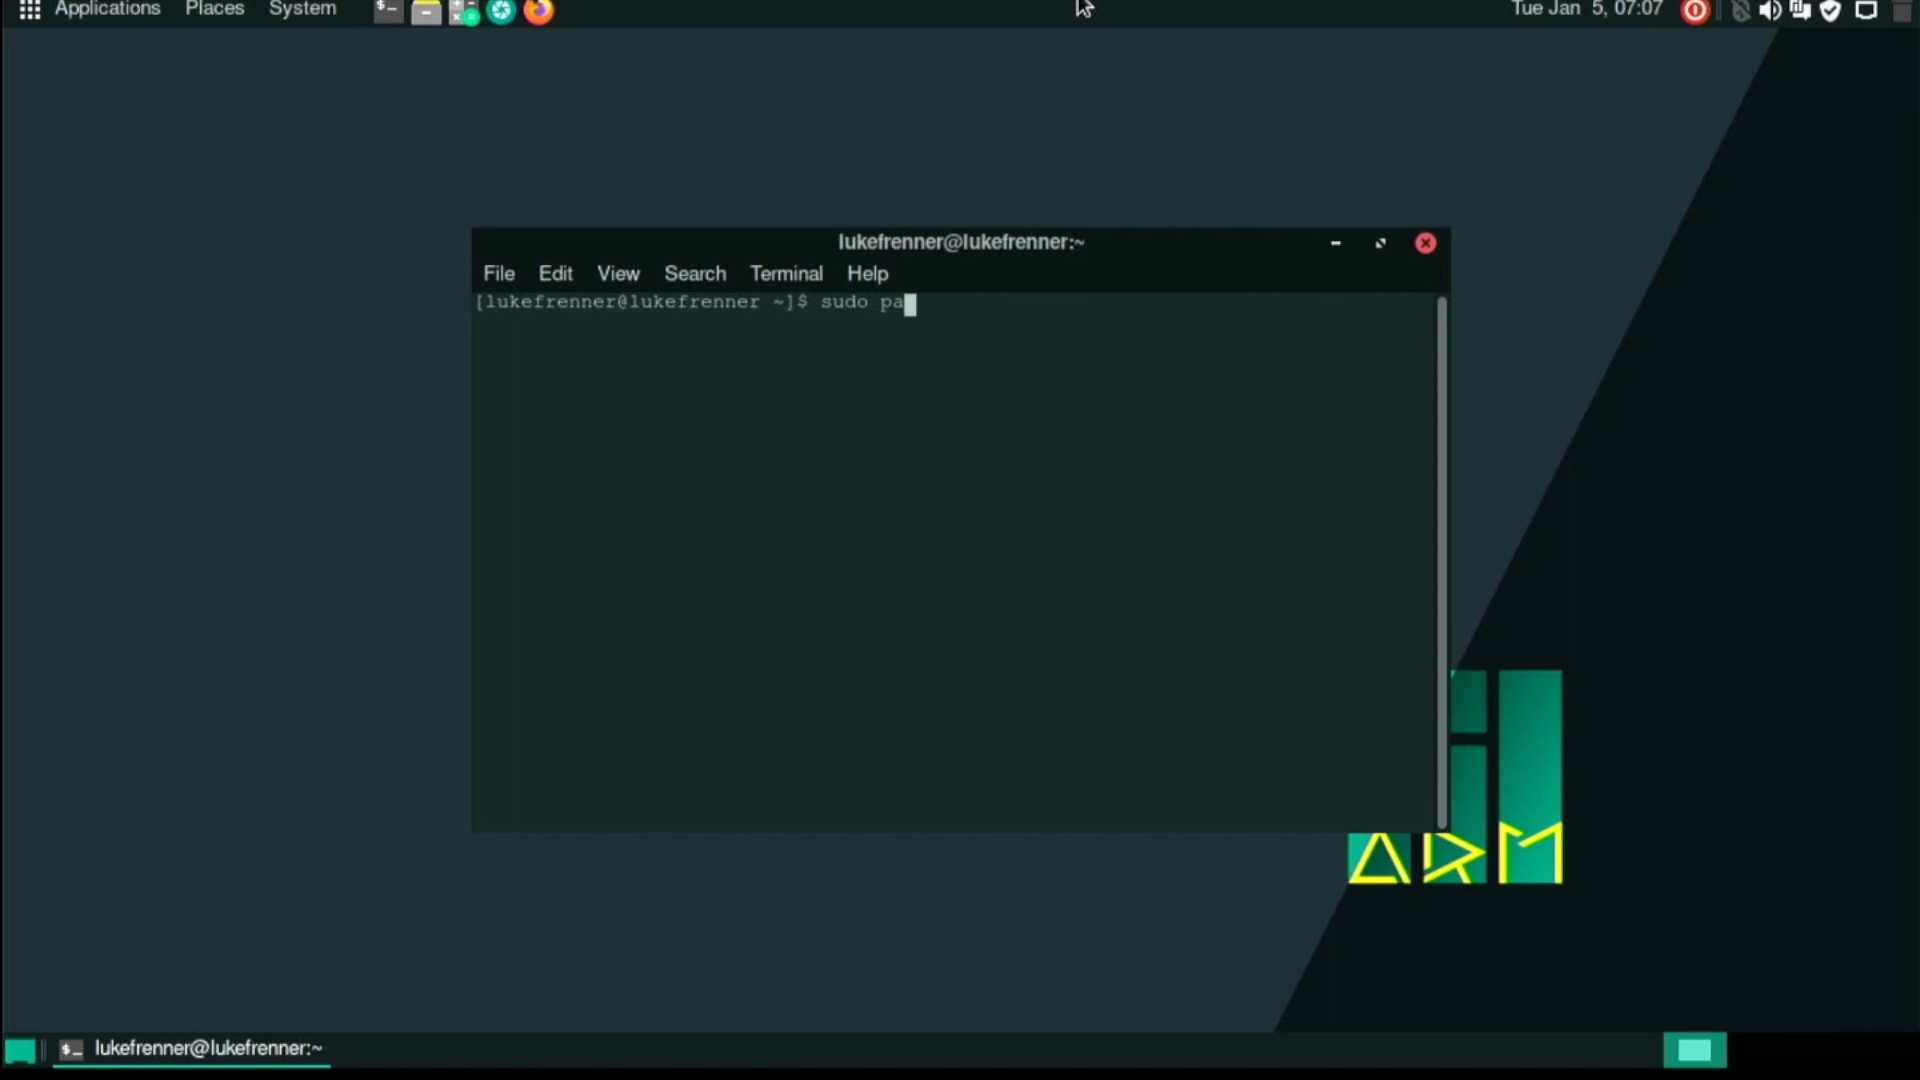 Applications Places System Tue Jan 5, 07:07
lukefrenner@lukefrenner:~
File Edit View Search Terminal Help
[lukefrenner@lukefrenner ~]$ sudo pa
ARM
$_ lukefrenner@lukefrenner:~